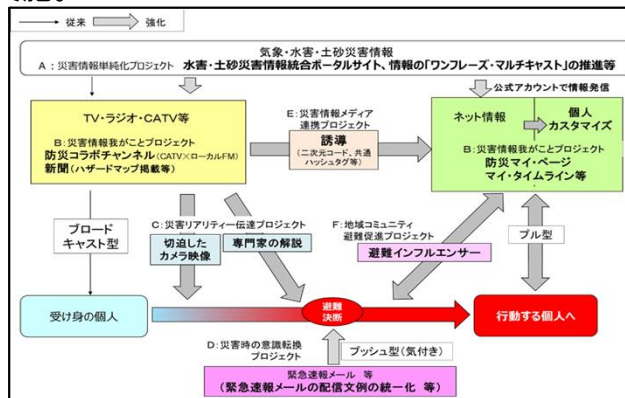 従来
強化
気象・水害・土砂災害情報
A：災害情報単純化プロジェクト 水害・土砂災害情報統合ポータルサイト、情報の「ワンフレーズ・マルチキャスト」の推進等
公式アカウントで情報発信
TV・ラジオ・CATV等
B：災害情報我がことプロジェクト
防災コラボチャンネル(CATV×ローカルFM)
新聞(ハザードマップ掲載等)
E：災害情報メディア
連携プロジェクト
誘導
(二次元コード、共通
ハッシュタグ等)
ネット情報
個人
カスタマイズ
B：災害情報我がことプロジェクト
防災マイ・ページ
マイ・タイムライン等
ブロード
キャスト型
C：災害リアリティー伝達プロジェクト
切迫した
カメラ映像
専門家の解説
F：地域コミュニティ
避難促進プロジェクト
避難インフルエンサー
プル型
受け身の個人
避難
決断
行動する個人へ
D：災害時の意識転換
プロジェクト
プッシュ型(気付き)
緊急速報メール 等
(緊急速報メールの配信文例の統一化 等)